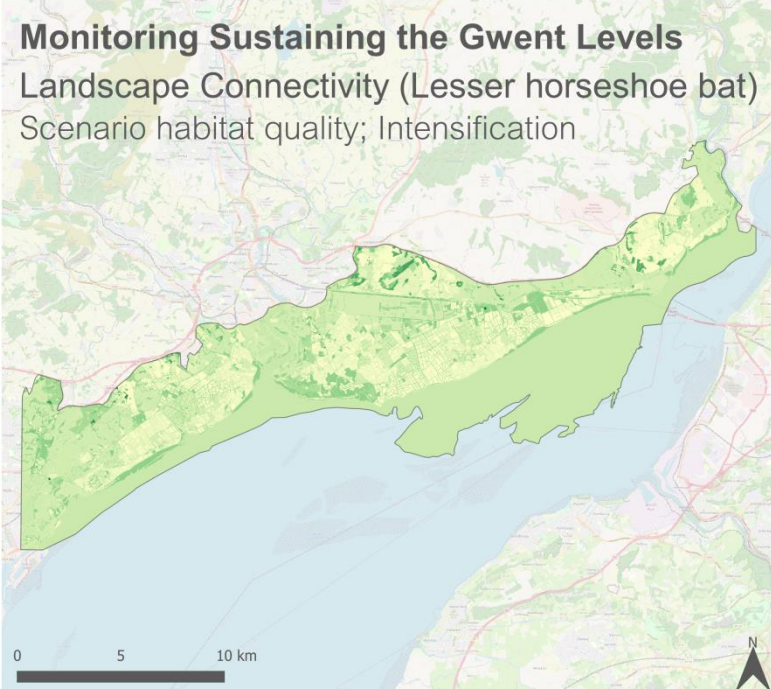 Monitoring Sustaining the Gwent Levels
Landscape Connectivity (Lesser horseshoe bat)
Scenario habitat quality; Intensification
N
0 5 10 km